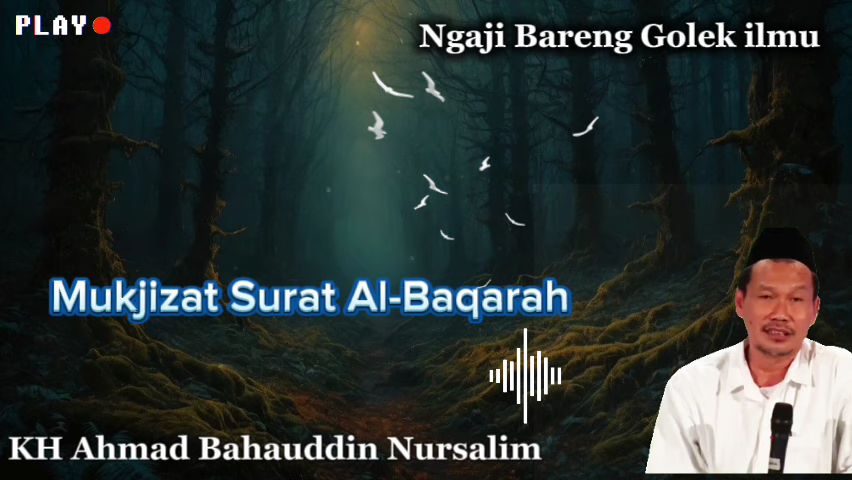 PLAY
Ngaji Bareng Golek ilmu
Mukjizat Surat Al-Baqarah
KH Ahmad Bahauddin Nursalim